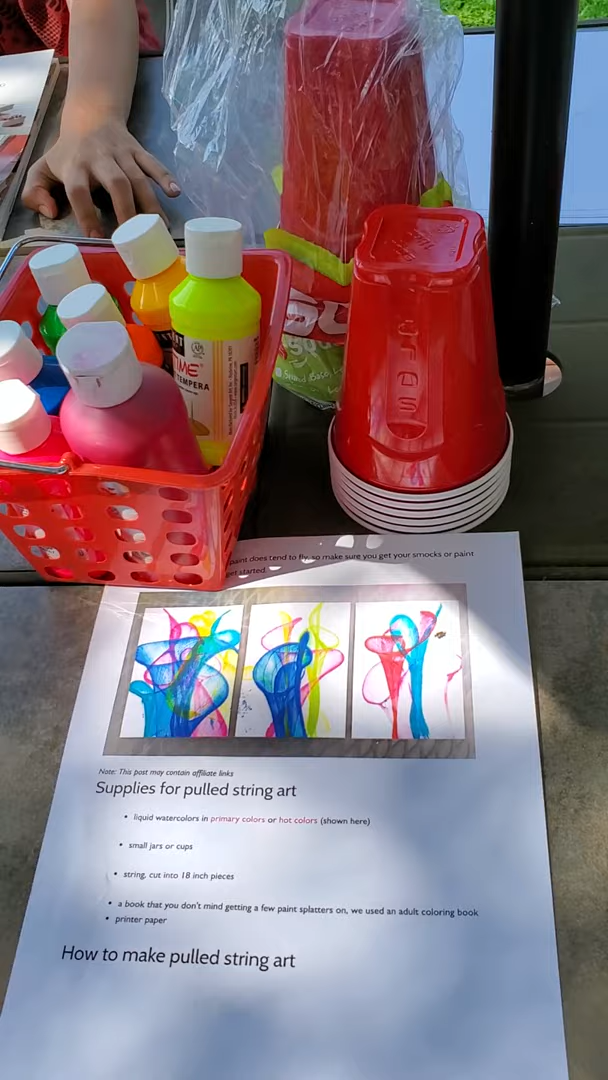 SOLO
TIME
TEMPERA
paint does tend to fly, so make sure you get your smocks or paint
get started.
Note: This post may contain affiliate links
Supplies for pulled string art
• liquid watercolors in primary colors or hot colors (shown here)
• small jars or cups
• string, cut into 18 inch pieces
• a book that you don't mind getting a few paint splatters on, we used an adult coloring book
• printer paper
How to make pulled string art